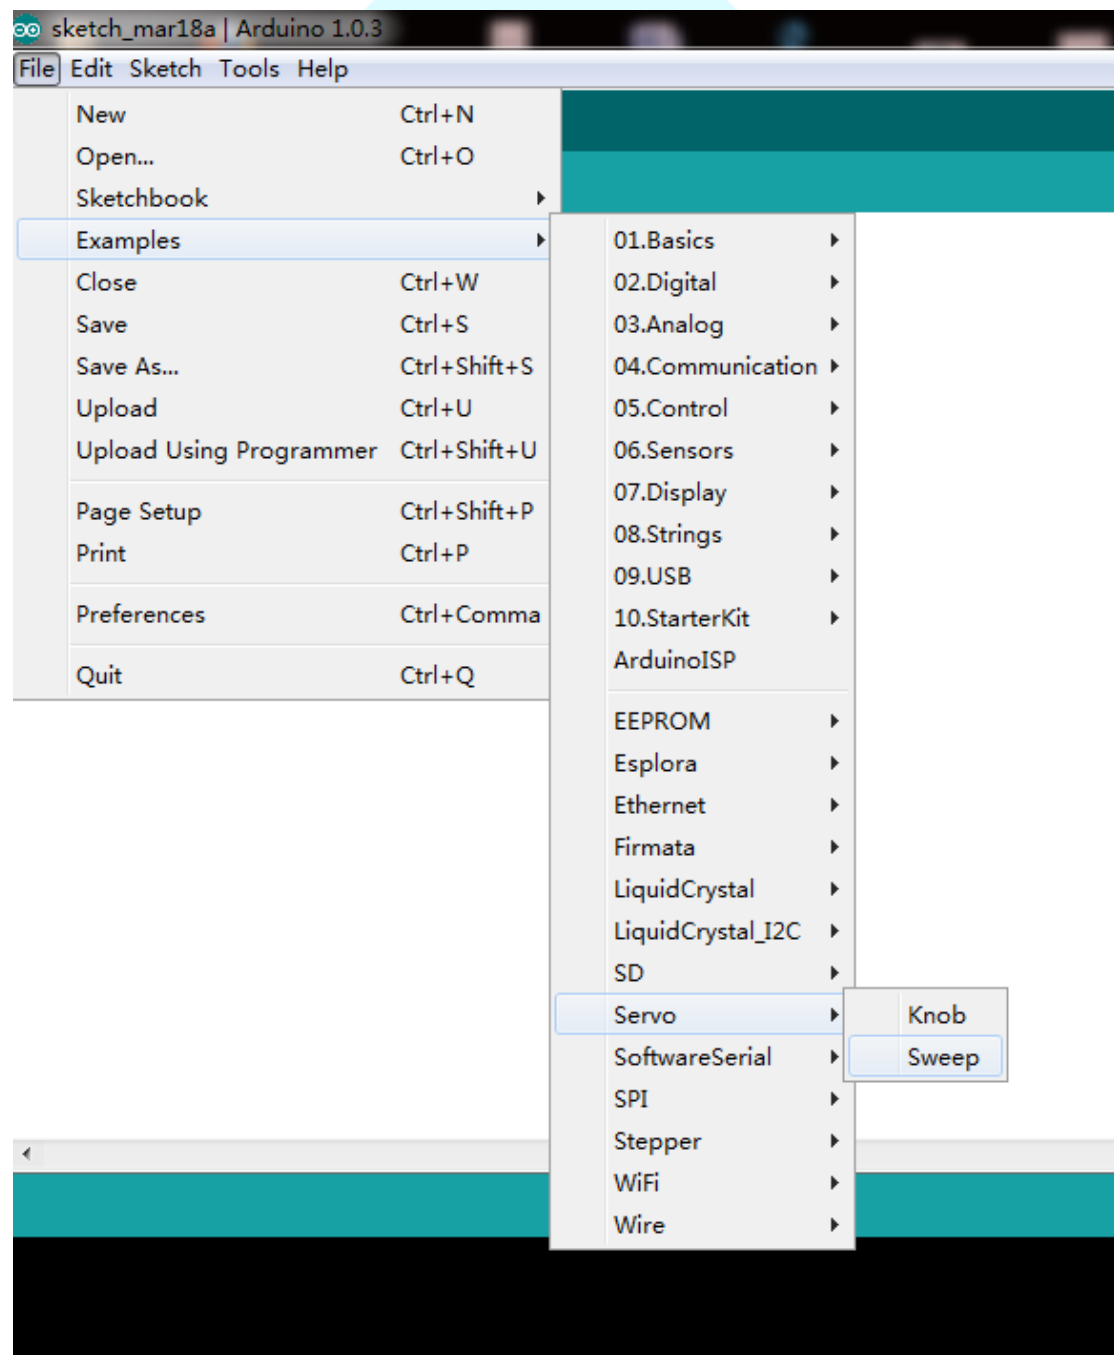 sketch_mar18a | Arduino 1.0.3
File Edit Sketch Tools Help
New Ctrl+N
Open... Ctrl+O
Sketchbook
Examples
Close Ctrl+W
Save Ctrl+S
Save As... Ctrl+Shift+S
Upload Ctrl+U
Upload Using Programmer Ctrl+Shift+U
Page Setup Ctrl+Shift+P
Print Ctrl+P
Preferences Ctrl+Comma
Quit Ctrl+Q
01.Basics
02.Digital
03.Analog
04.Communication
05.Control
06.Sensors
07.Display
08.Strings
09.USB
10.StarterKit
ArduinoISP
EEPROM
Esplora
Ethernet
Firmata
LiquidCrystal
LiquidCrystal_I2C
SD
Servo
SoftwareSerial
SPI
Stepper
WiFi
Wire
Knob
Sweep